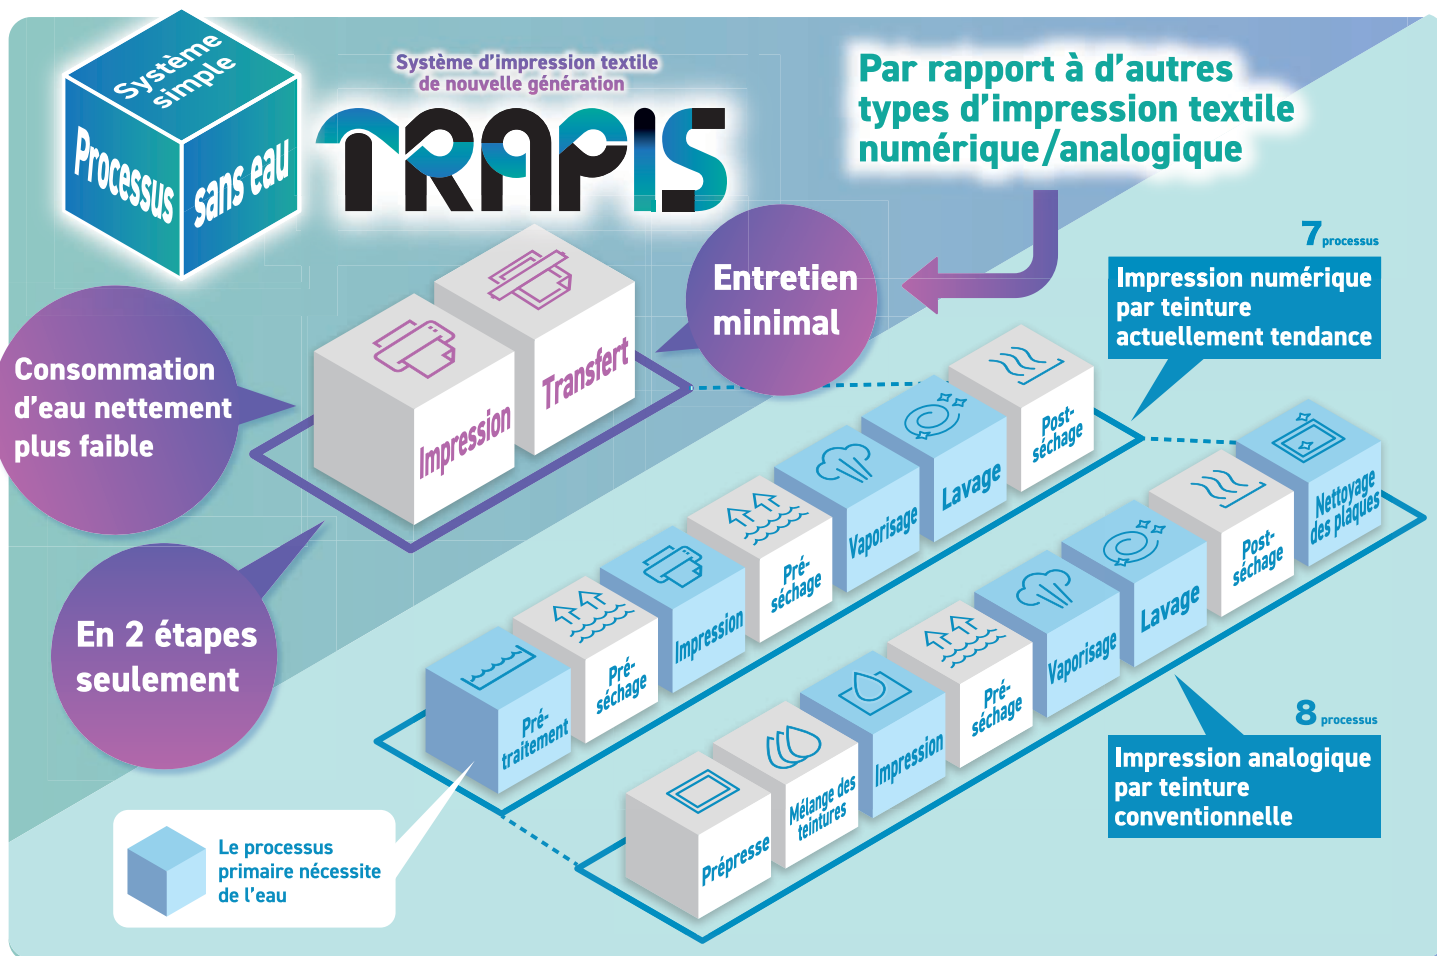 Système
simple
Processus
sans eau
Système d'impression textile
de nouvelle génération
TRAPIS
Par rapport à d'autres
types d'impression textile
numérique/analogique
Consommation
d'eau nettement
plus faible
Entretien
minimal
En 2 étapes
seulement
Impression
Transfert
7 processus
Impression numérique
par teinture
actuellement tendance
Pré-
traitement
Pré-
séchage
Impression
Pré-
séchage
Vaporisage
Lavage
Post-
séchage
8 processus
Impression analogique
par teinture
conventionnelle
Prépresse
Mélange des
teintures
Impression
Pré-
séchage
Vaporisage
Lavage
Post-
séchage
Nettoyage
des plaques
Le processus
primaire nécessite
de l'eau